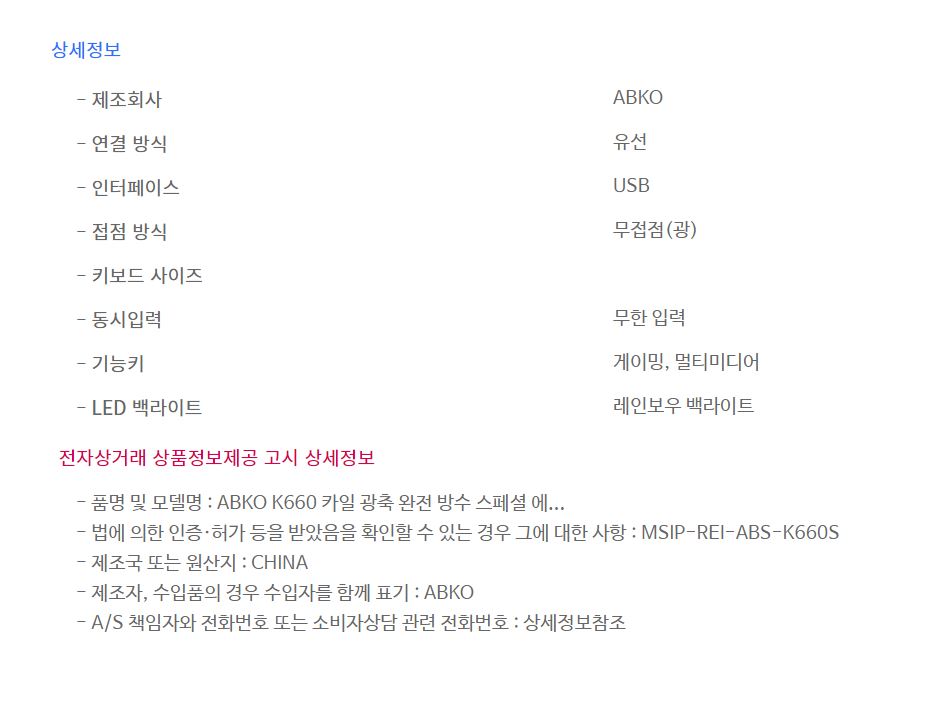 상세정보
- 제조회사 ABKO
- 연결 방식 유선
- 인터페이스 USB
- 접점 방식 무접점(광)
- 키보드 사이즈
- 동시입력 무한 입력
- 기능키 게이밍, 멀티미디어
- LED 백라이트 레인보우 백라이트
전자상거래 상품정보제공 고시 상세정보
- 품명 및 모델명 : ABKO K660 카일 광축 완전 방수 스페셜 에...
- 법에 의한 인증·허가 등을 받았음을 확인할 수 있는 경우 그에 대한 사항 : MSIP-REI-ABS-K660S
- 제조국 또는 원산지 : CHINA
- 제조자, 수입품의 경우 수입자를 함께 표기 : ABKO
- A/S 책임자와 전화번호 또는 소비자상담 관련 전화번호 : 상세정보참조